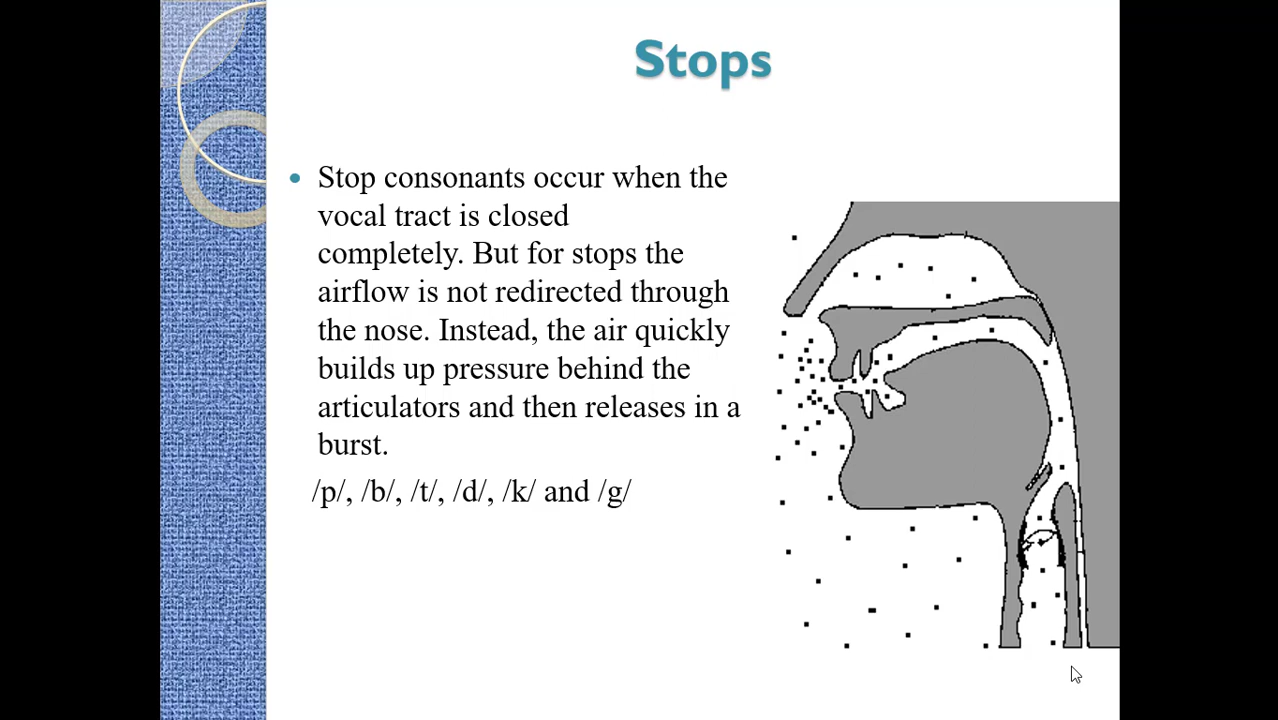 Stops
Stop consonants occur when the
vocal tract is closed
completely. But for stops the
airflow is not redirected through
the nose. Instead, the air quickly
builds up pressure behind the
articulators and then releases in a
burst.
/p/, /b/, /t/, /d/, /k/ and /g/